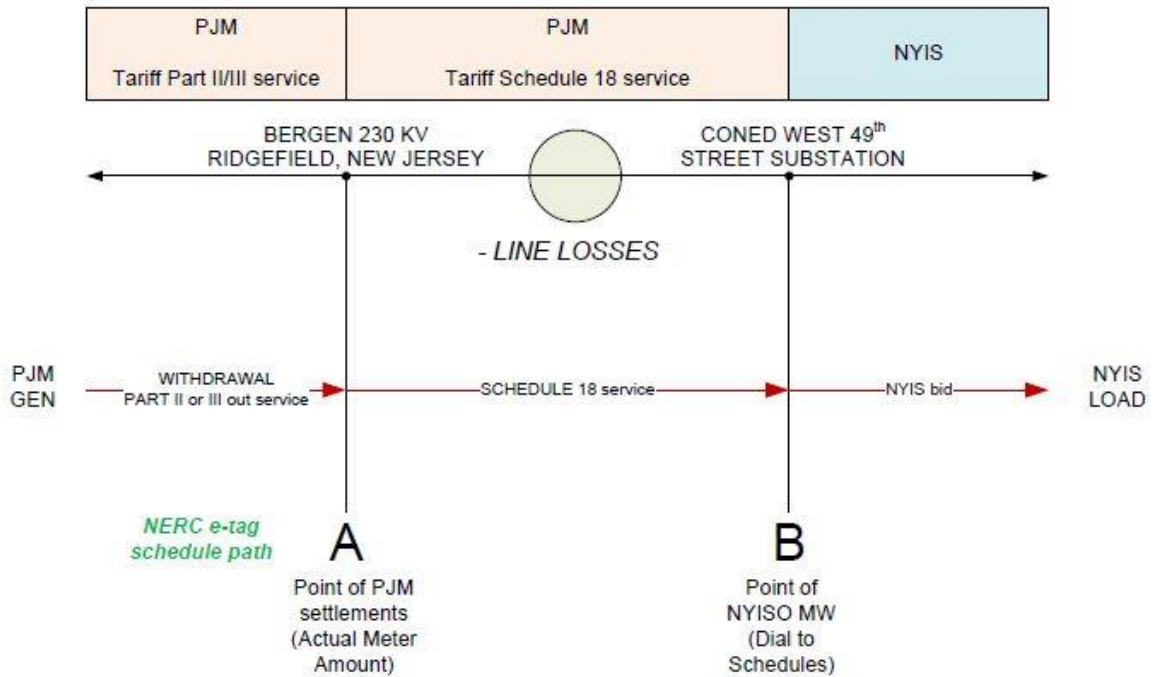 PJM
Tariff Part II/III service
PJM
Tariff Schedule 18 service
NYIS
BERGEN 230 KV
RIDGEFIELD, NEW JERSEY
CONED WEST 49th
STREET SUBSTATION
- LINE LOSSES
PJM
GEN
WITHDRAWAL
PART II or III out service
SCHEDULE 18 service
NYIS bid
NYIS
LOAD
NERC e-tag
schedule path
A
Point of PJM
settlements
(Actual Meter
Amount)
B
Point of
NYISO MW
(Dial to
Schedules)